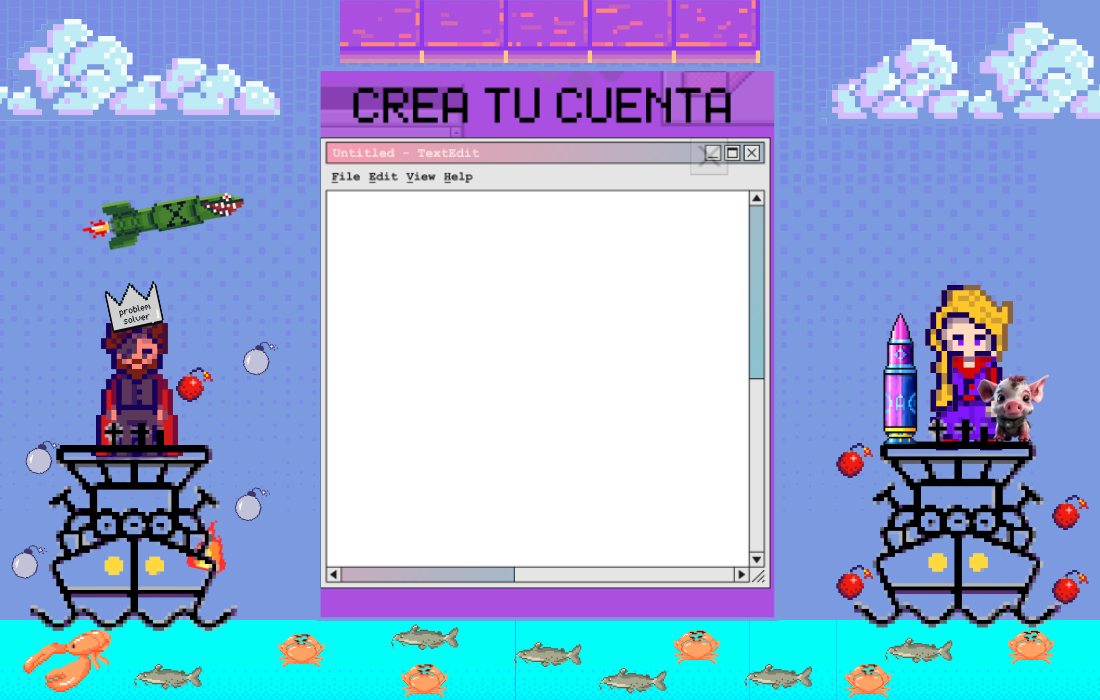 CREA TU CUENTA
Untitled - TextEdit
File Edit View Help
problem
solver